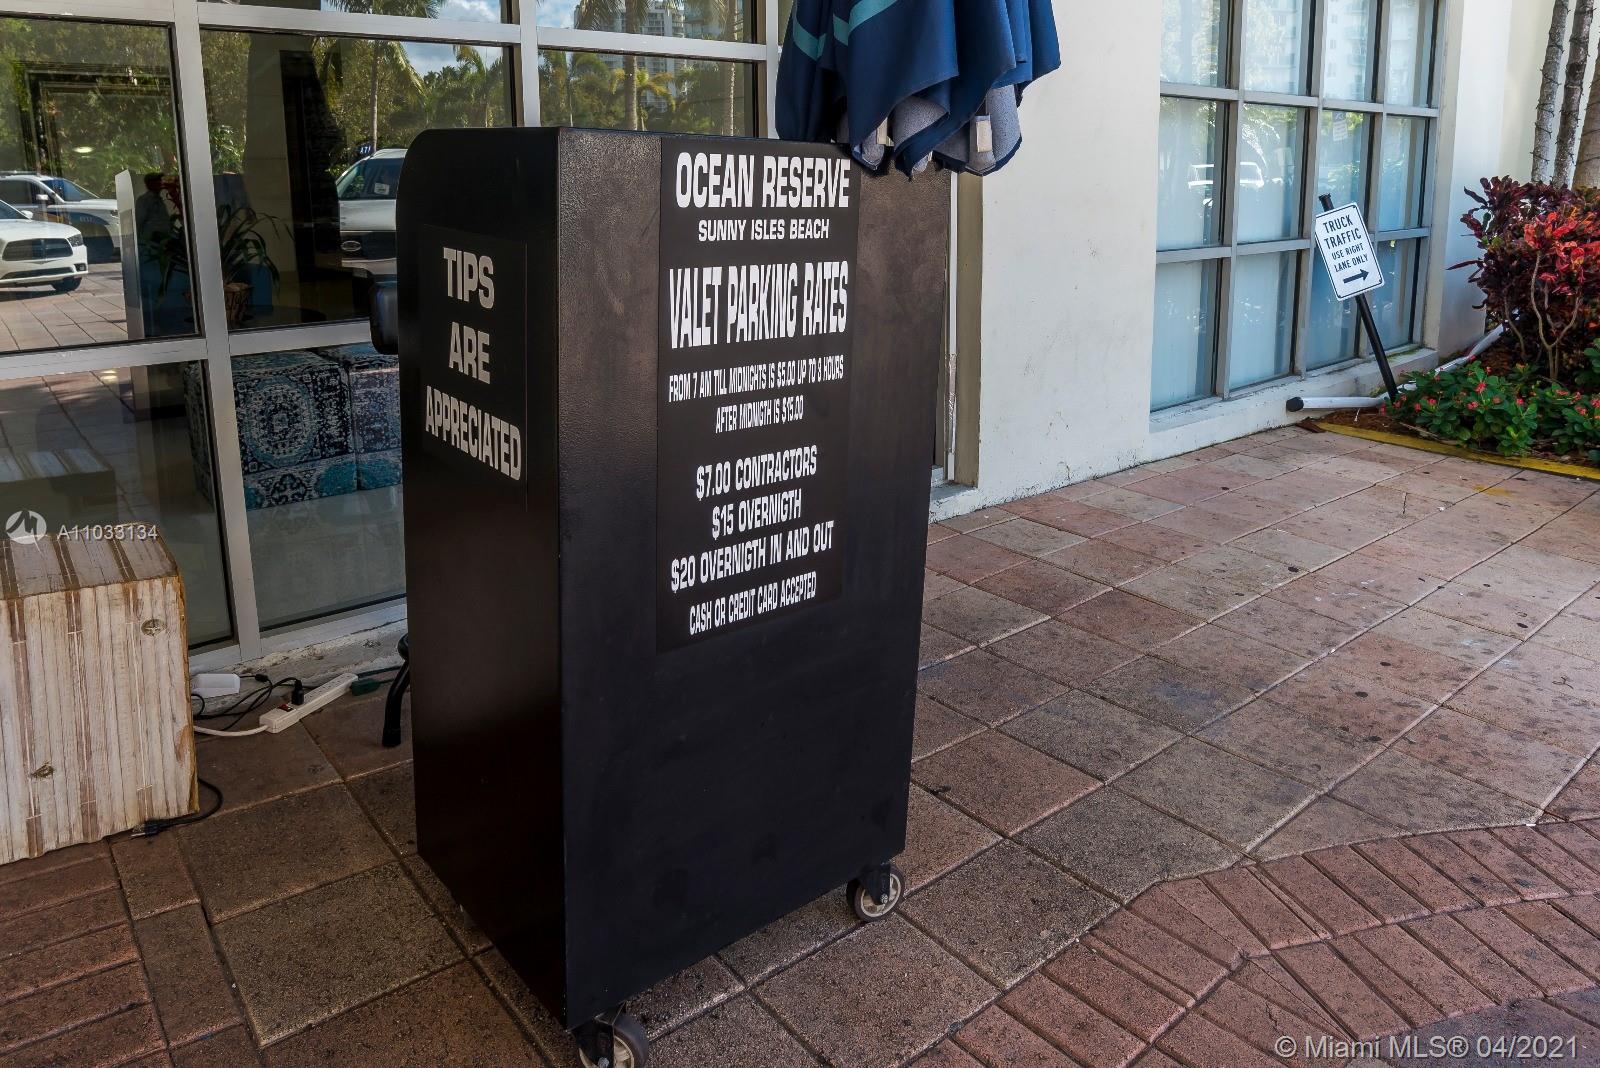 OCEAN RESERVE
SUNNY ISLES BEACH
VALET PARKING RATES
FROM 7 AM TILL MIDNIGHTS IS $5.00 UP TO 3 HOURS
AFTER MIDNIGTH IS $15.00
$7.00 CONTRACTORS
$15 OVERNIGTH
$20 OVERNIGTH IN AND OUT
CASH OR CREDIT CARD ACCEPTED
TIPS
ARE
APPRECIATED
TRUCK
TRAFFIC
USE RIGHT
LANE ONLY
A11033134
© Miami MLS® 04/2021